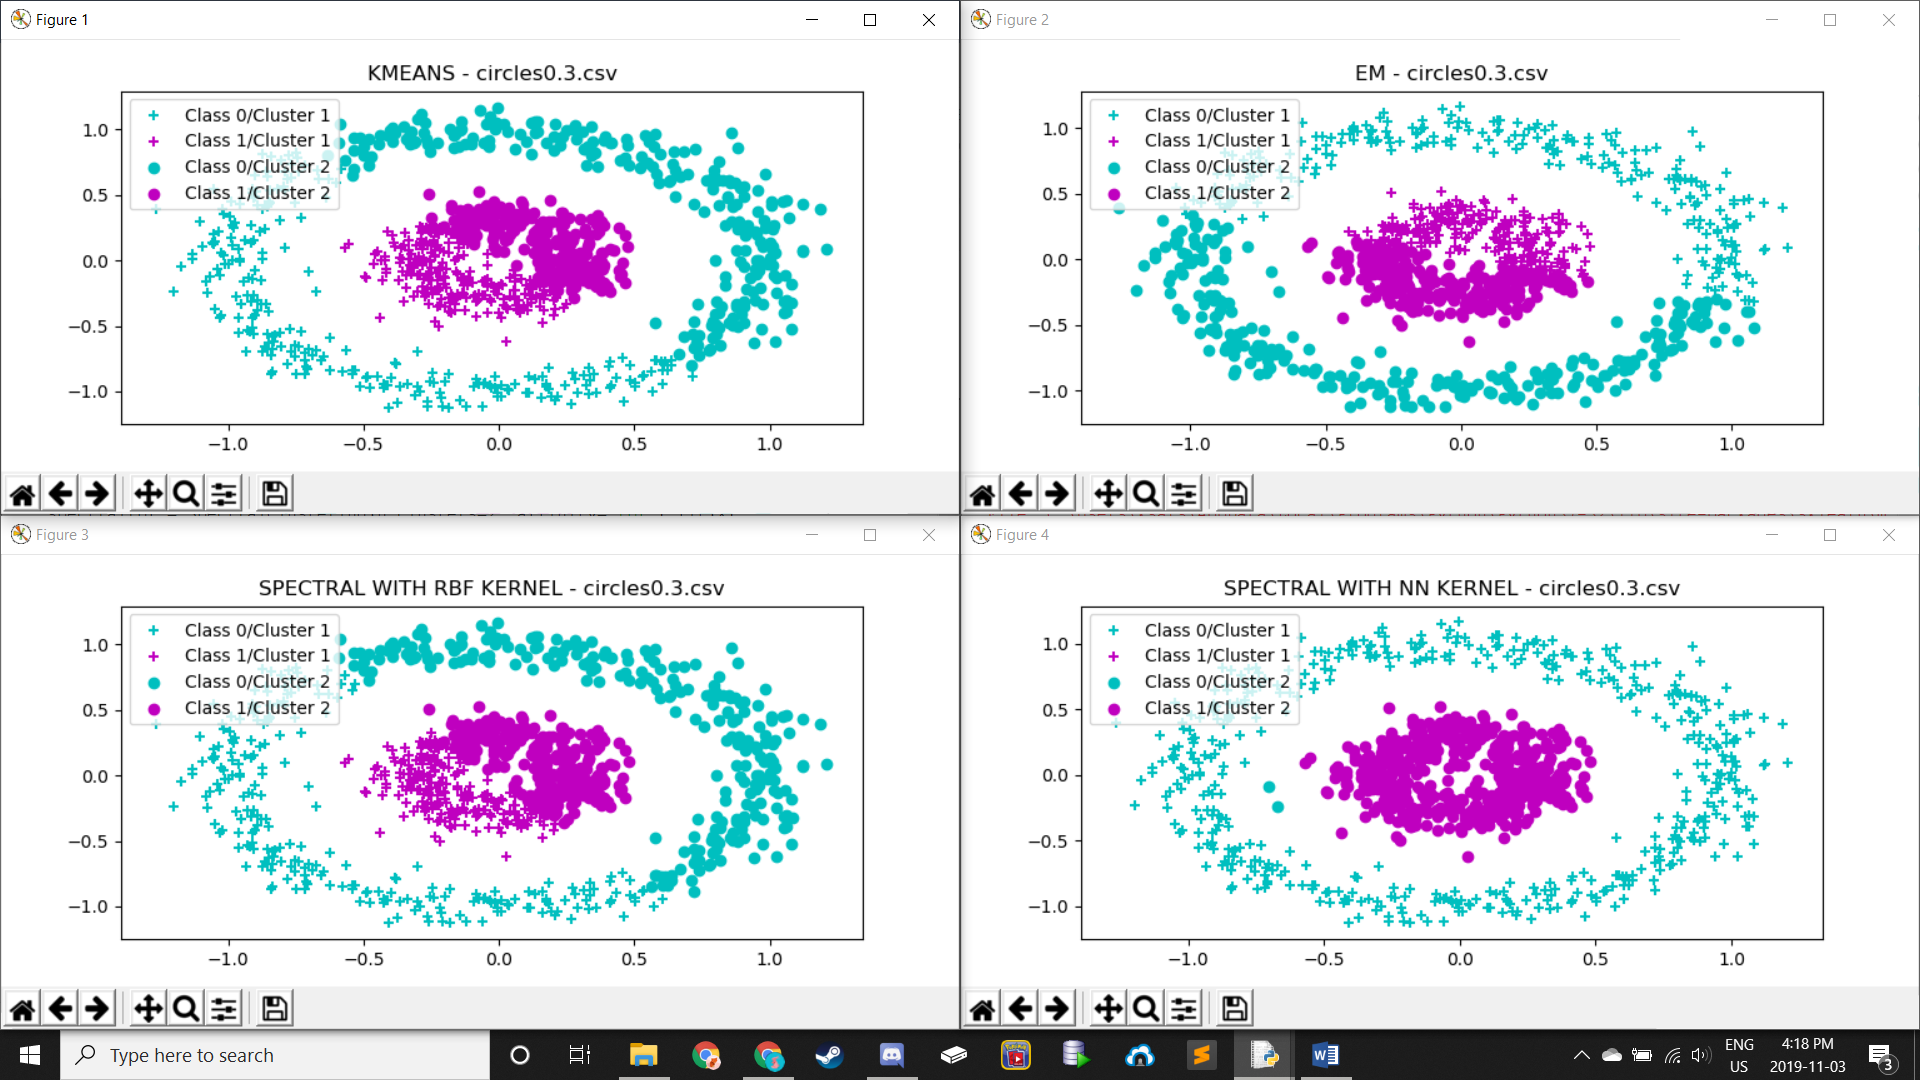 Figure 1
KMEANS - circles0.3.csv
Class 0/Cluster 1
Class 1/Cluster 1
Class 0/Cluster 2
Class 1/Cluster 2
1.0
0.5
0.0
−0.5
−1.0
−1.0 −0.5 0.0 0.5 1.0
Figure 2
EM - circles0.3.csv
Class 0/Cluster 1
Class 1/Cluster 1
Class 0/Cluster 2
Class 1/Cluster 2
1.0
0.5
0.0
−0.5
−1.0
−1.0 −0.5 0.0 0.5 1.0
Figure 3
SPECTRAL WITH RBF KERNEL - circles0.3.csv
Class 0/Cluster 1
Class 1/Cluster 1
Class 0/Cluster 2
Class 1/Cluster 2
1.0
0.5
0.0
−0.5
−1.0
−1.0 −0.5 0.0 0.5 1.0
Figure 4
SPECTRAL WITH NN KERNEL - circles0.3.csv
Class 0/Cluster 1
Class 1/Cluster 1
Class 0/Cluster 2
Class 1/Cluster 2
1.0
0.5
0.0
−0.5
−1.0
−1.0 −0.5 0.0 0.5 1.0
Type here to search
ENG
US
4:18 PM
2019-11-03
3